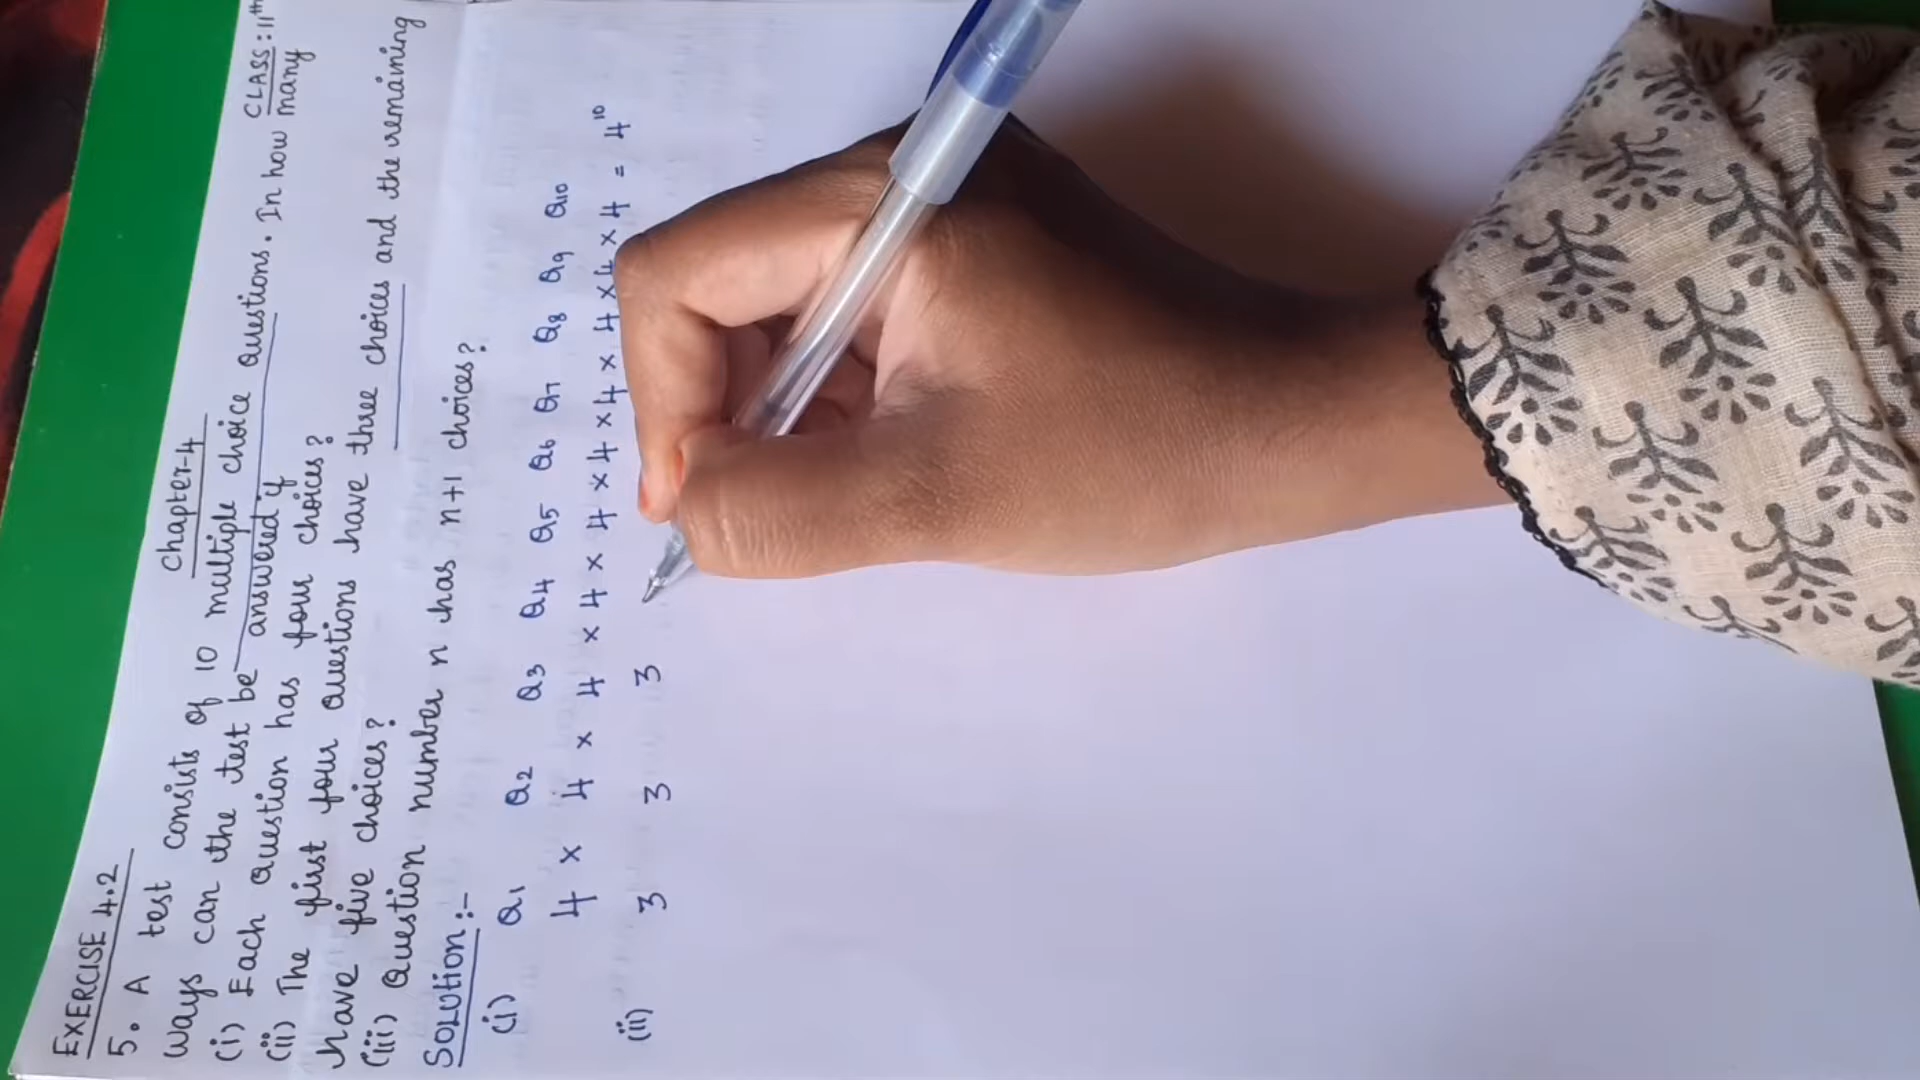 CLASS: 11th
Chapter-4
EXERCISE 4.2
5. A test consists of 10 multiple choice questions. In how many
ways can the test be answered if
(i) Each question has four choices?
(ii) The first four questions have three choices and the remaining
have five choices?
(iii) Question number n has n+1 choices?
Solution:-
(i) Q1 Q2 Q3 Q4 Q5 Q6 Q7 Q8 Q9 Q10
4 × 4 × 4 × 4 × 4 × 4 × 4 × 4 × 4 × 4 = 4¹⁰
(ii) 3 3 3